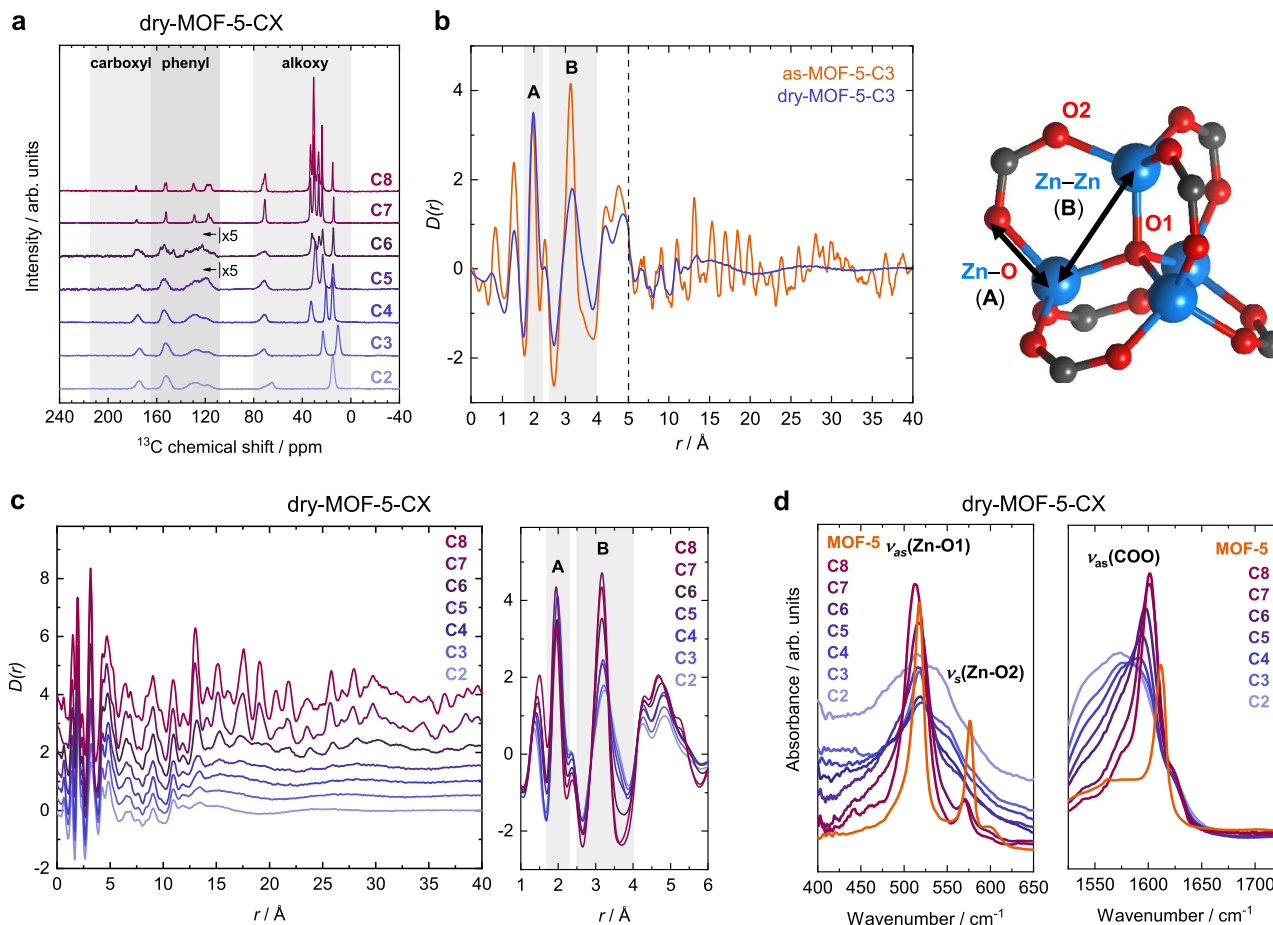 a
dry-MOF-5-CX
carboxyl phenyl alkoxy
C8
C7
x5
C6
x5
C5
C4
C3
C2
Intensity / arb. units
240 200 160 120 80 40 0 -40
¹³C chemical shift / ppm
b
as-MOF-5-C3
dry-MOF-5-C3
A
B
D(r)
4
2
0
-2
0 1 2 3 4 5 10 15 20 25 30 35 40
r / Å
O2
Zn–Zn
(B)
O1
Zn–O
(A)
c
dry-MOF-5-CX
C8
C7
C6
C5
C4
C3
C2
D(r)
8
6
4
2
0
-2
0 5 10 15 20 25 30 35 40
r / Å
A
B
C8
C7
C6
C5
C4
C3
C2
4
2
0
-2
1 2 3 4 5 6
r / Å
d
dry-MOF-5-CX
MOF-5 νas(Zn-O1)
C8
C7
C6
C5
C4
C3
C2
νs(Zn-O2)
Absorbance / arb. units
400 450 500 550 600 650
Wavenumber / cm⁻¹
MOF-5
νas(COO)
C8
C7
C6
C5
C4
C3
C2
1550 1600 1650 1700
Wavenumber / cm⁻¹